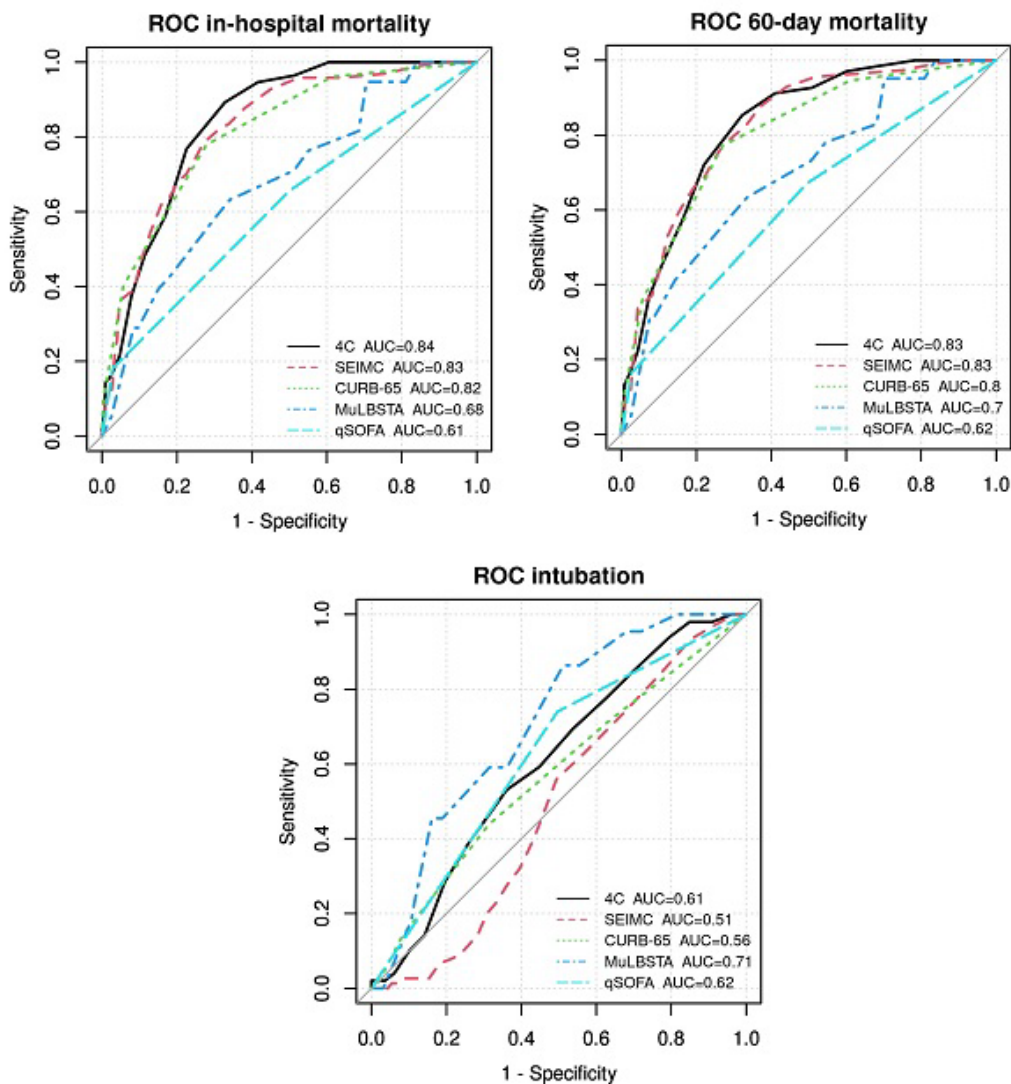 ROC in-hospital mortality
Sensitivity
1.0
0.8
0.6
0.4
0.2
0.0
4C AUC=0.84
SEIMC AUC=0.83
CURB-65 AUC=0.82
MuLBSTA AUC=0.68
qSOFA AUC=0.61
0.0 0.2 0.4 0.6 0.8 1.0
1 - Specificity
ROC 60-day mortality
Sensitivity
1.0
0.8
0.6
0.4
0.2
0.0
4C AUC=0.83
SEIMC AUC=0.83
CURB-65 AUC=0.8
MuLBSTA AUC=0.7
qSOFA AUC=0.62
0.0 0.2 0.4 0.6 0.8 1.0
1 - Specificity
ROC intubation
Sensitivity
1.0
0.8
0.6
0.4
0.2
0.0
4C AUC=0.61
SEIMC AUC=0.51
CURB-65 AUC=0.56
MuLBSTA AUC=0.71
qSOFA AUC=0.62
0.0 0.2 0.4 0.6 0.8 1.0
1 - Specificity